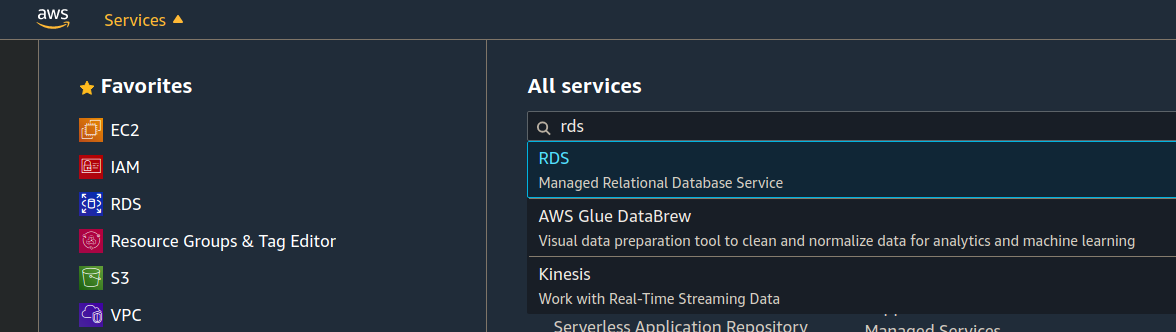 aws
Services
Favorites
EC2
IAM
RDS
Resource Groups & Tag Editor
S3
VPC
All services
rds
RDS
Managed Relational Database Service
AWS Glue DataBrew
Visual data preparation tool to clean and normalize data for analytics and machine learning
Kinesis
Work with Real-Time Streaming Data
Serverless Application Repository
Managed Services